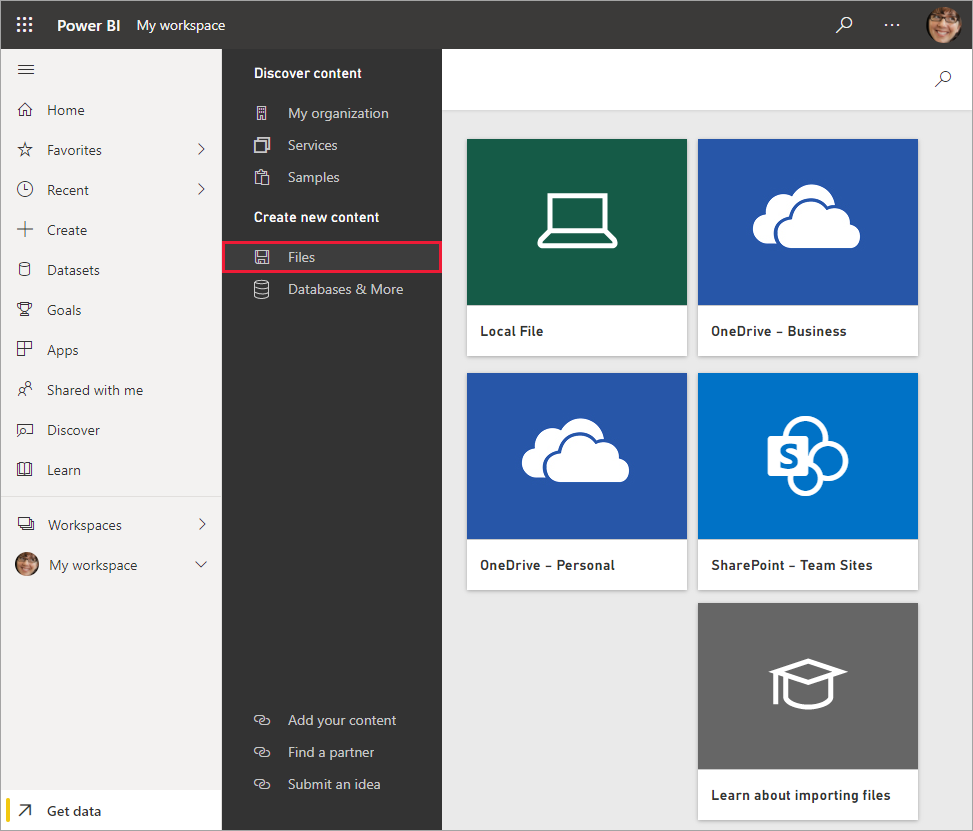 Power BI My workspace
Home
Favorites
Recent
Create
Datasets
Goals
Apps
Shared with me
Discover
Learn
Workspaces
My workspace
Get data
Discover content
My organization
Services
Samples
Create new content
Files
Databases & More
Add your content
Find a partner
Submit an idea
Local File
OneDrive – Business
OneDrive – Personal
S
SharePoint – Team Sites
Learn about importing files